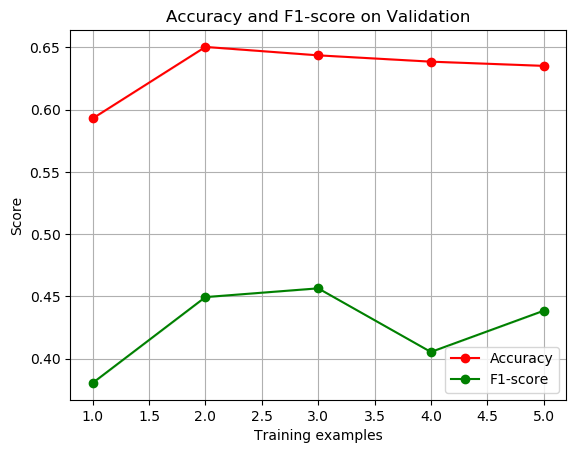 Accuracy and F1-score on Validation
0.65
0.60
0.55
0.50
0.45
0.40
Score
1.0 1.5 2.0 2.5 3.0 3.5 4.0 4.5 5.0
Training examples
Accuracy
F1-score